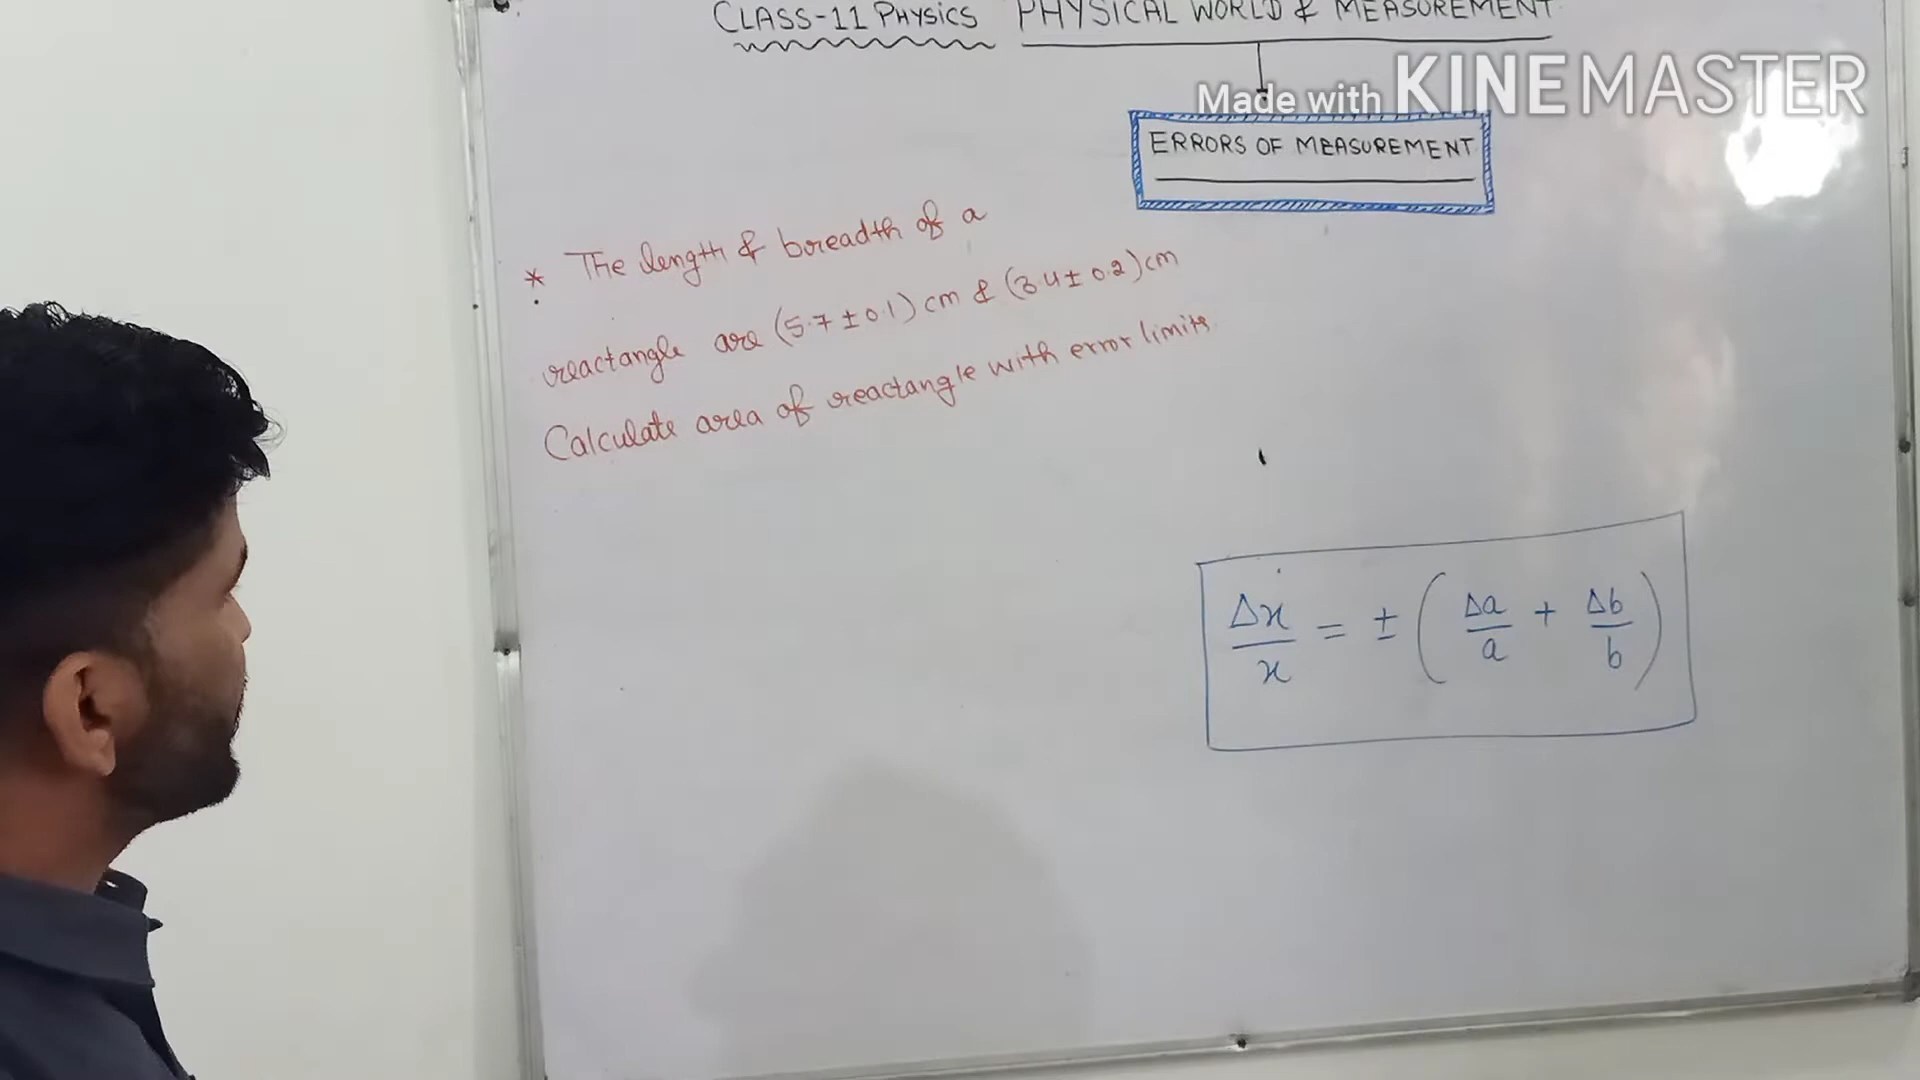 CLASS-11 PHYSICS PHYSICAL WORLD & MEASUREMENT
Made with KINEMASTER
ERRORS OF MEASUREMENT
* The length & breadth of a
reactangle are (5.7 ± 0.1) cm & (3.4 ± 0.2) cm
Calculate area of reactangle with error limits
Δx/x = ± (Δa/a + Δb/b)